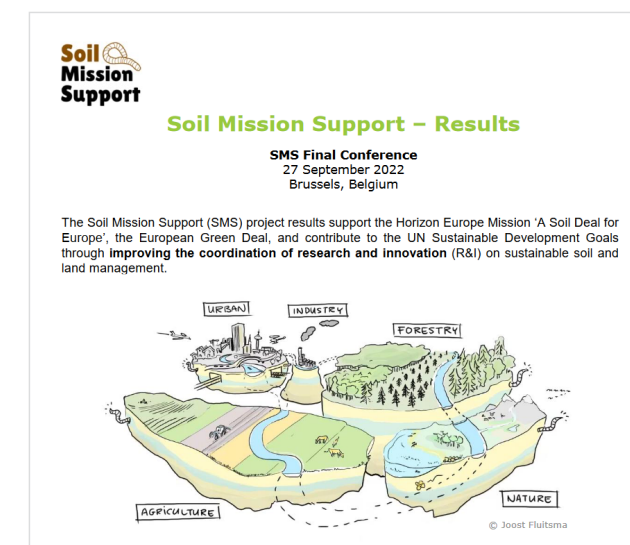 Soil
Mission
Support
Soil Mission Support – Results
SMS Final Conference
27 September 2022
Brussels, Belgium
The Soil Mission Support (SMS) project results support the Horizon Europe Mission ‘A Soil Deal for
Europe’, the European Green Deal, and contribute to the UN Sustainable Development Goals
through improving the coordination of research and innovation (R&I) on sustainable soil and
land management.
URBAN
INDUSTRY
FORESTRY
AGRICULTURE
NATURE
© Joost Fluitsma